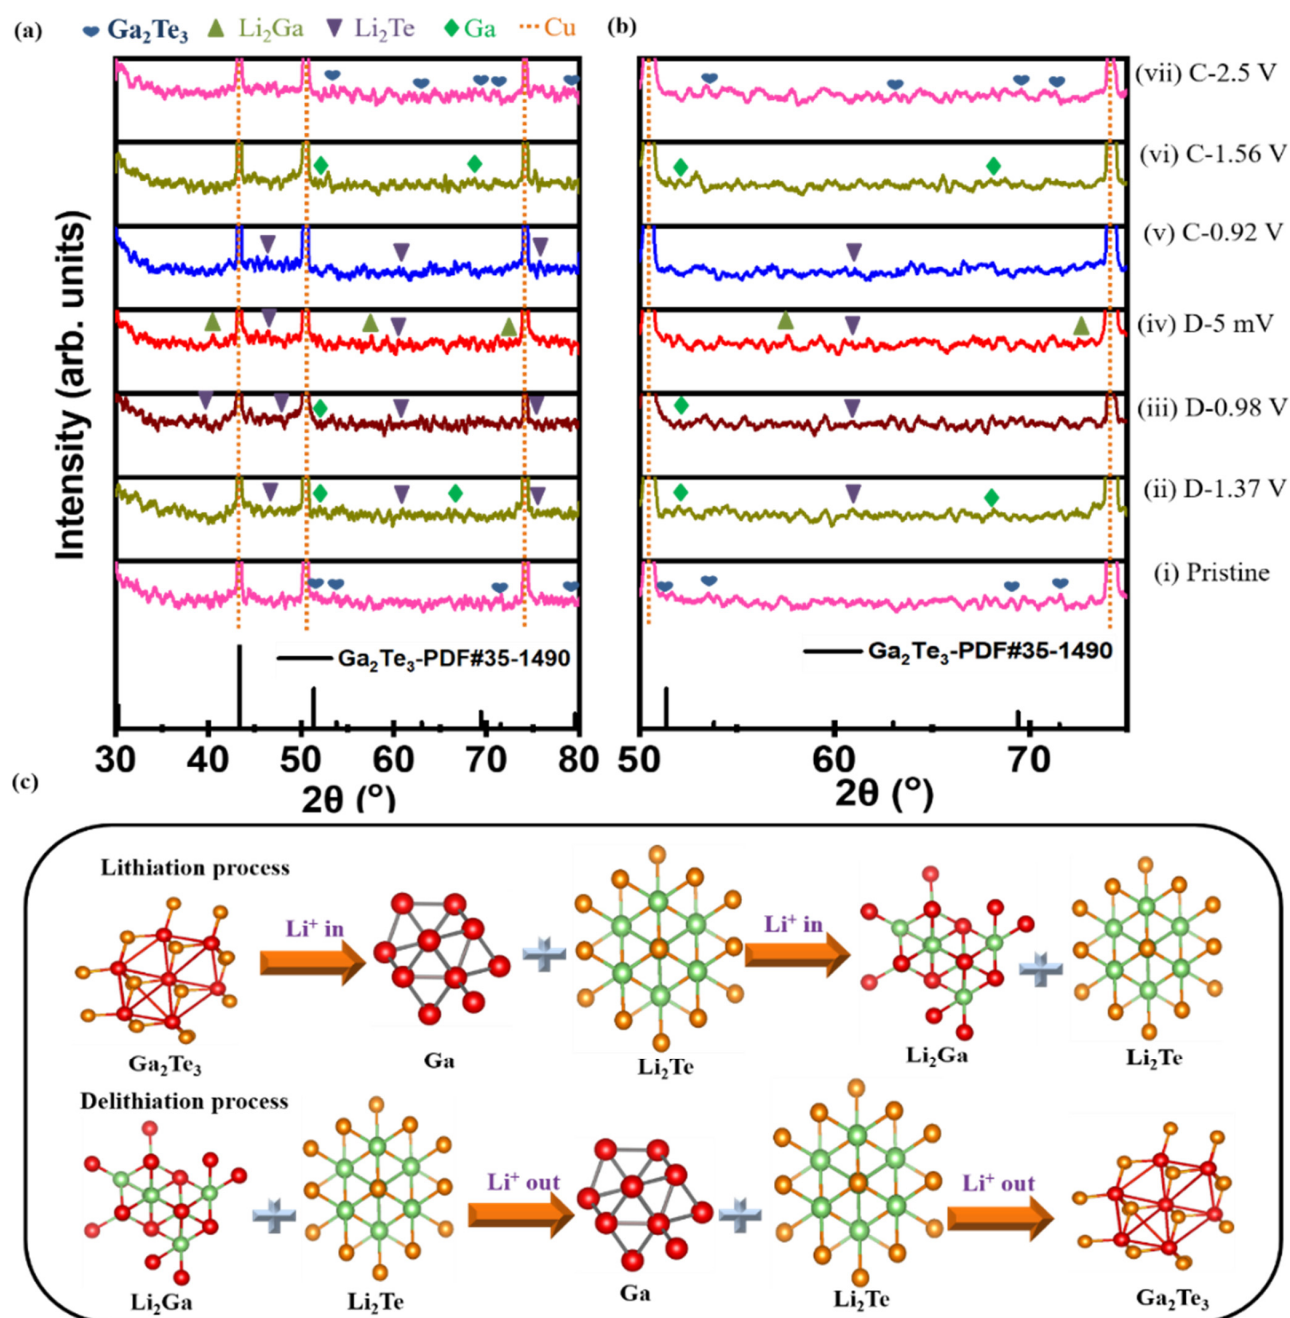 (a) Ga₂Te₃ Li₂Ga Li₂Te Ga Cu (b)
(vii) C-2.5 V
(vi) C-1.56 V
(v) C-0.92 V
(iv) D-5 mV
(iii) D-0.98 V
(ii) D-1.37 V
(i) Pristine
Intensity (arb. units)
Ga₂Te₃-PDF#35-1490
Ga₂Te₃-PDF#35-1490
30 40 50 60 70 80
50 60 70
2θ (°)
2θ (°)
(c)
Lithiation process
Li⁺ in
Li⁺ in
Ga₂Te₃
Ga
Li₂Te
Li₂Ga
Li₂Te
Delithiation process
Li⁺ out
Li⁺ out
Li₂Ga
Li₂Te
Ga
Li₂Te
Ga₂Te₃